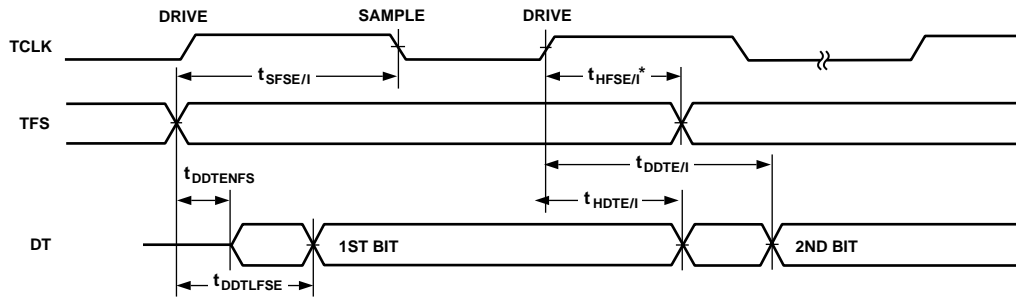 DRIVE SAMPLE DRIVE
TCLK
tSFSE/I tHFSE/I*
TFS
tDDTE/I
tDDTENFS
tHDTE/I
DT 1ST BIT 2ND BIT
tDDTLFSE